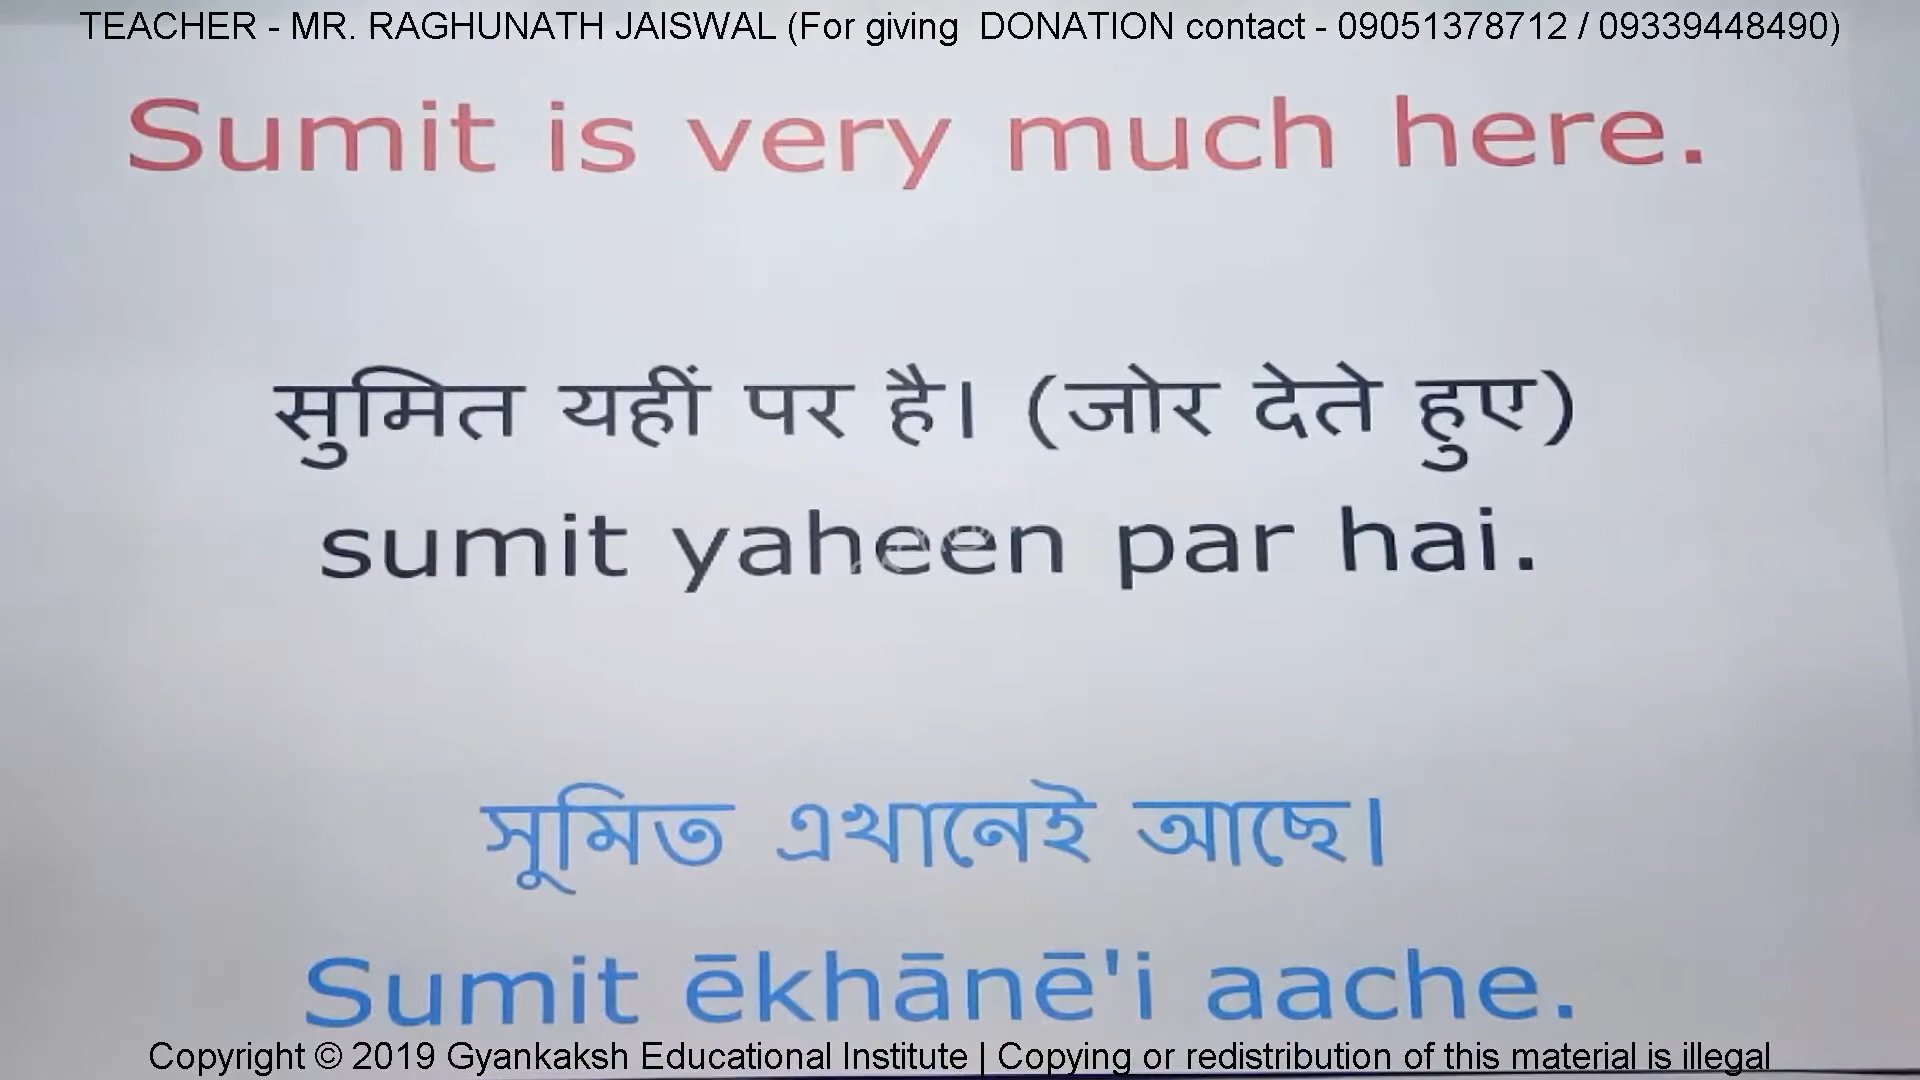 TEACHER - MR. RAGHUNATH JAISWAL (For giving  DONATION contact - 09051378712 / 09339448490)
Sumit is very much here.
सुमित यहीं पर है। (जोर देते हुए)
sumit yaheen par hai.
সুমিত এখানেই আছে।
Sumit ēkhānē'i aache.
Copyright © 2019 Gyankaksh Educational Institute | Copying or redistribution of this material is illegal